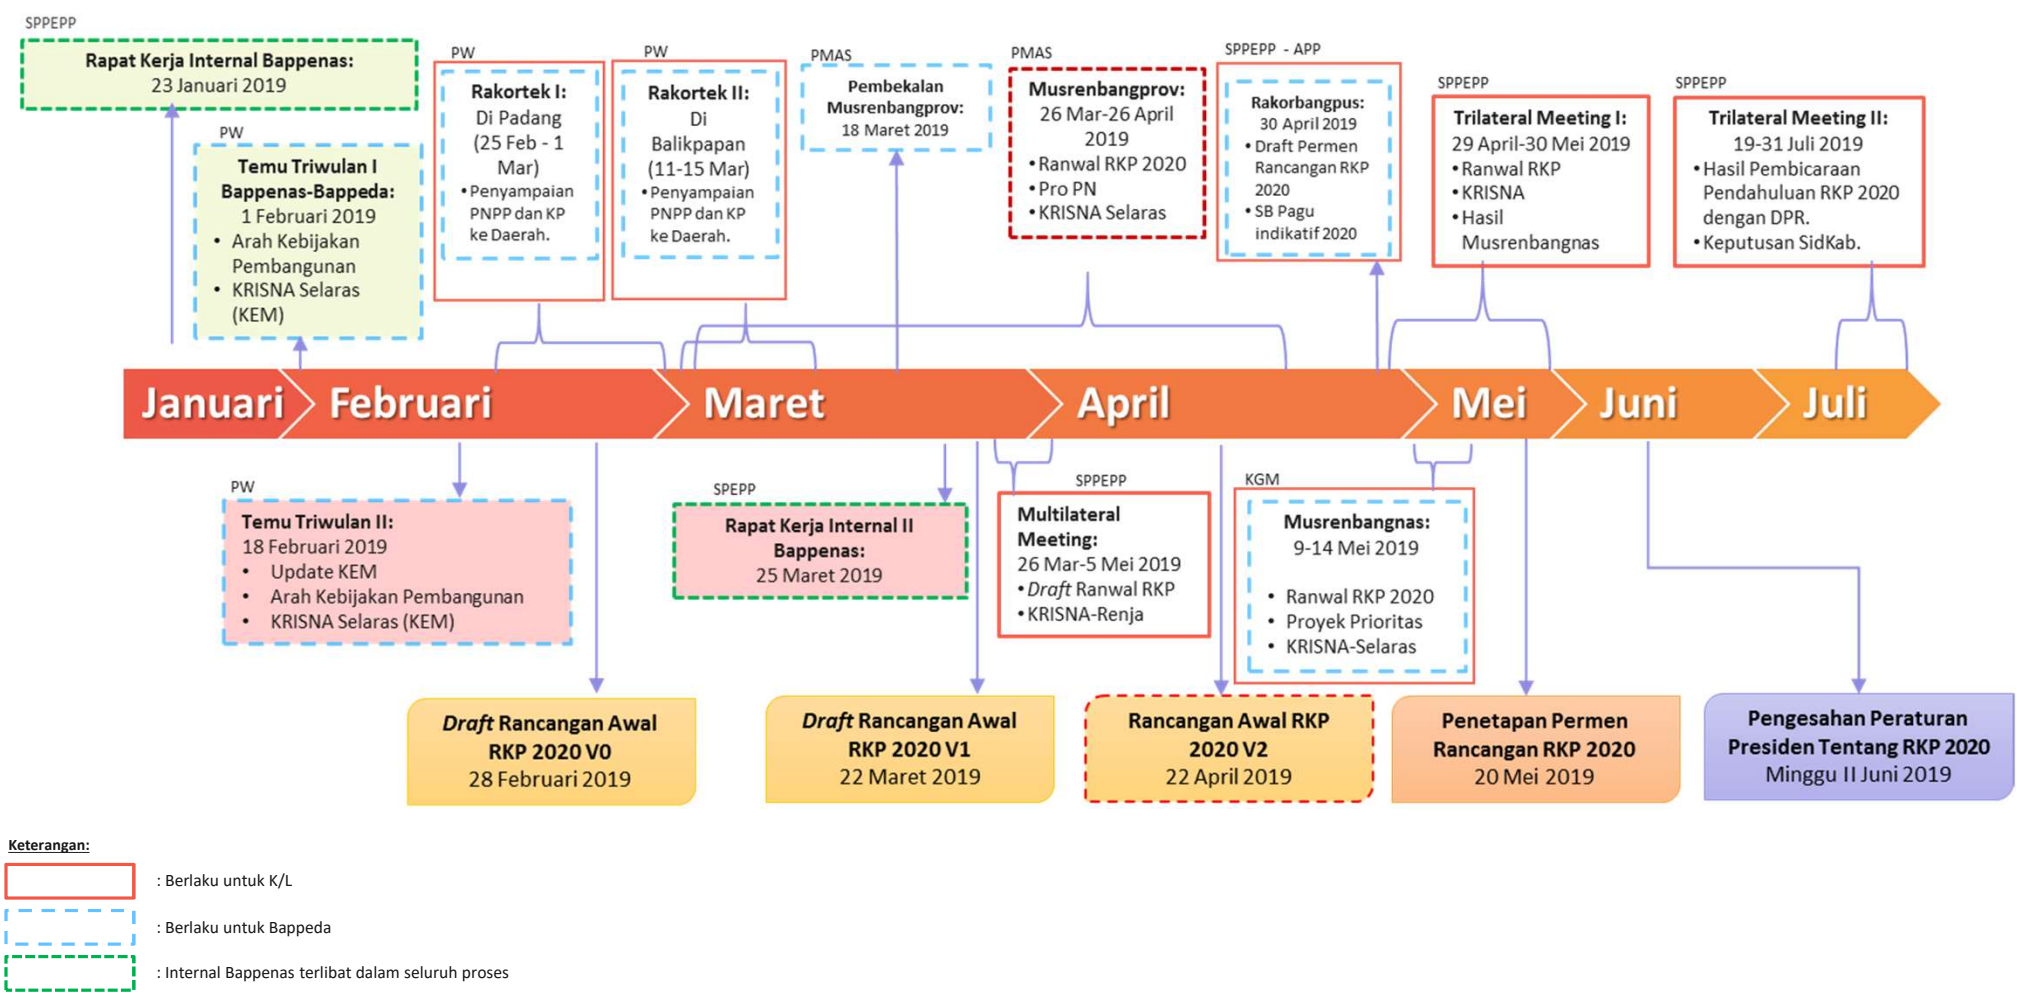 SPPEPP
Rapat Kerja Internal Bappenas:
23 Januari 2019
PW
Temu Triwulan I
Bappenas-Bappeda:
1 Februari 2019
• Arah Kebijakan
Pembangunan
• KRISNA Selaras
(KEM)
PW
Rakortek I:
Di Padang
(25 Feb - 1
Mar)
• Penyampaian
PNPP dan KP
ke Daerah.
PW
Rakortek II:
Di
Balikpapan
(11-15 Mar)
• Penyampaian
PNPP dan KP
ke Daerah.
PMAS
Pembekalan
Musrenbangprov:
18 Maret 2019
PMAS
Musrenbangprov:
26 Mar-26 April
2019
• Ranwal RKP 2020
• Pro PN
• KRISNA Selaras
SPPEPP - APP
Rakorbangpus:
30 April 2019
• Draft Permen
Rancangan RKP
2020
• SB Pagu
indikatif 2020
SPPEPP
Trilateral Meeting I:
29 April-30 Mei 2019
• Ranwal RKP
• KRISNA
• Hasil
Musrenbangnas
SPPEPP
Trilateral Meeting II:
19-31 Juli 2019
• Hasil Pembicaraan
Pendahuluan RKP 2020
dengan DPR.
• Keputusan SidKab.
Januari
Februari
Maret
April
Mei
Juni
Juli
PW
Temu Triwulan II:
18 Februari 2019
• Update KEM
• Arah Kebijakan Pembangunan
• KRISNA Selaras (KEM)
SPEPP
Rapat Kerja Internal II
Bappenas:
25 Maret 2019
SPPEPP
Multilateral
Meeting:
26 Mar-5 Mei 2019
• Draft Ranwal RKP
• KRISNA-Renja
KGM
Musrenbangnas:
9-14 Mei 2019
• Ranwal RKP 2020
• Proyek Prioritas
• KRISNA-Selaras
Draft Rancangan Awal
RKP 2020 V0
28 Februari 2019
Draft Rancangan Awal
RKP 2020 V1
22 Maret 2019
Rancangan Awal RKP
2020 V2
22 April 2019
Penetapan Permen
Rancangan RKP 2020
20 Mei 2019
Pengesahan Peraturan
Presiden Tentang RKP 2020
Minggu II Juni 2019
Keterangan:
: Berlaku untuk K/L
: Berlaku untuk Bappeda
: Internal Bappenas terlibat dalam seluruh proses